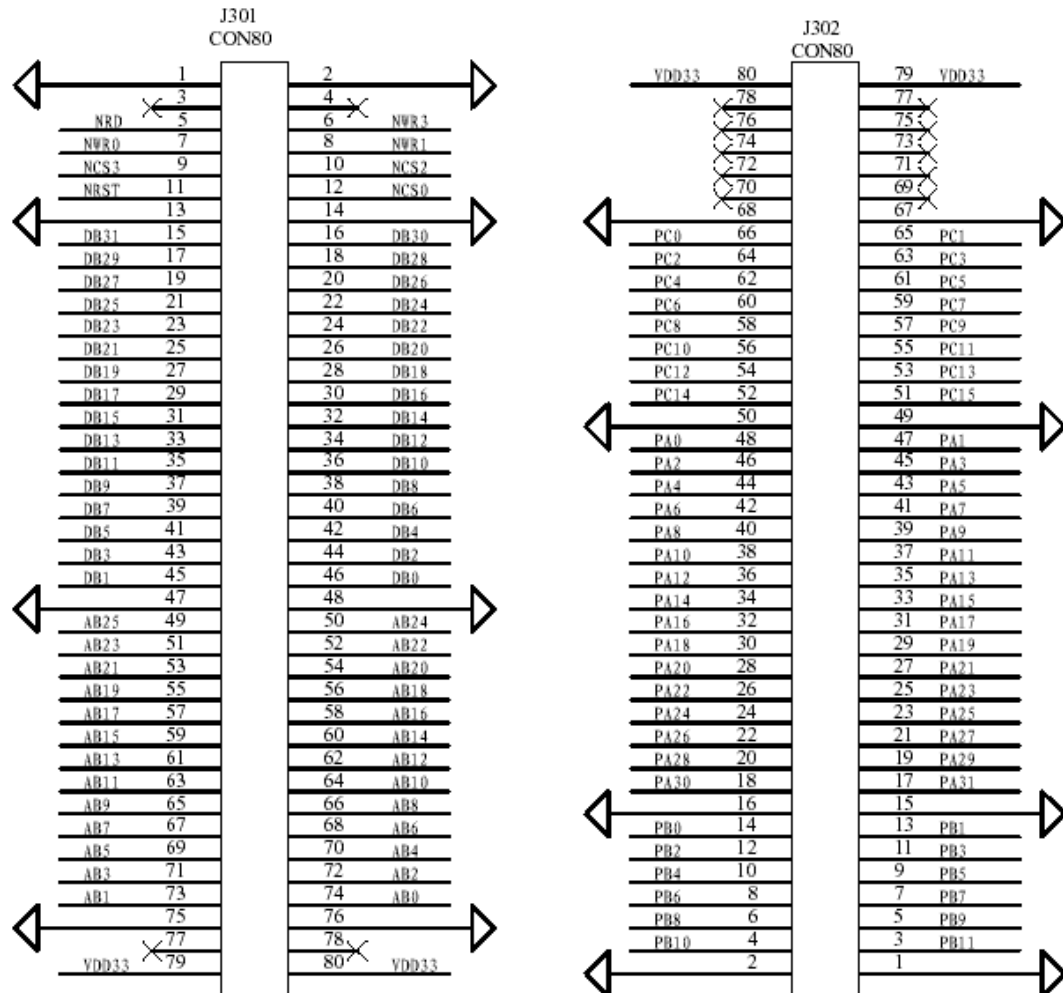 J301 J302
CON80 CON80
1 2 VDD33 80 79 VDD33
3 4 78 77
NRD 5 6 NWR3 76 75
NWR0 7 8 NWR1 74 73
NCS3 9 10 NCS2 72 71
NRST 11 12 NCS0 70 69
13 14 68 67
DB31 15 16 DB30 PC0 66 65 PC1
DB29 17 18 DB28 PC2 64 63 PC3
DB27 19 20 DB26 PC4 62 61 PC5
DB25 21 22 DB24 PC6 60 59 PC7
DB23 23 24 DB22 PC8 58 57 PC9
DB21 25 26 DB20 PC10 56 55 PC11
DB19 27 28 DB18 PC12 54 53 PC13
DB17 29 30 DB16 PC14 52 51 PC15
DB15 31 32 DB14 50 49
DB13 33 34 DB12 PA0 48 47 PA1
DB11 35 36 DB10 PA2 46 45 PA3
DB9 37 38 DB8 PA4 44 43 PA5
DB7 39 40 DB6 PA6 42 41 PA7
DB5 41 42 DB4 PA8 40 39 PA9
DB3 43 44 DB2 PA10 38 37 PA11
DB1 45 46 DB0 PA12 36 35 PA13
47 48 PA14 34 33 PA15
AB25 49 50 AB24 PA16 32 31 PA17
AB23 51 52 AB22 PA18 30 29 PA19
AB21 53 54 AB20 PA20 28 27 PA21
AB19 55 56 AB18 PA22 26 25 PA23
AB17 57 58 AB16 PA24 24 23 PA25
AB15 59 60 AB14 PA26 22 21 PA27
AB13 61 62 AB12 PA28 20 19 PA29
AB11 63 64 AB10 PA30 18 17 PA31
AB9 65 66 AB8 16 15
AB7 67 68 AB6 PB0 14 13 PB1
AB5 69 70 AB4 PB2 12 11 PB3
AB3 71 72 AB2 PB4 10 9 PB5
AB1 73 74 AB0 PB6 8 7 PB7
75 76 PB8 6 5 PB9
77 78 PB10 4 3 PB11
VDD33 79 80 VDD33 2 1